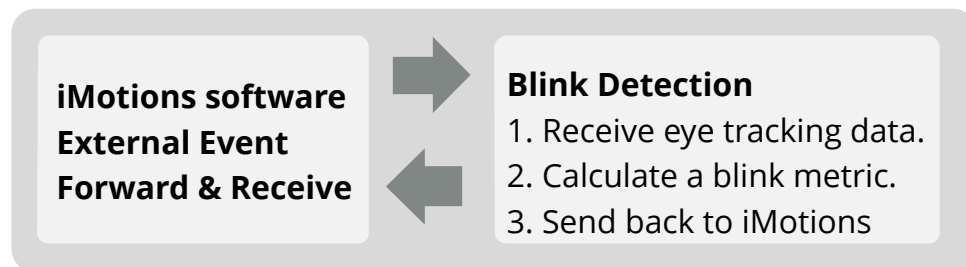 iMotions software
External Event
Forward & Receive
Blink Detection
1. Receive eye tracking data.
2. Calculate a blink metric.
3. Send back to iMotions